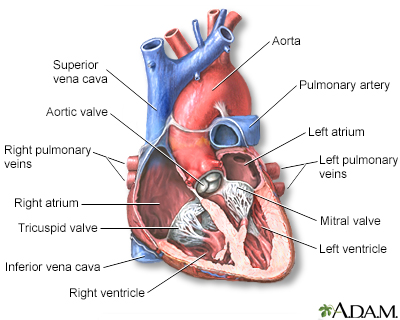 Aorta
Superior
vena cava
Pulmonary artery
Aortic valve
Left atrium
Right pulmonary
veins
Left pulmonary
veins
Right atrium
Mitral valve
Tricuspid valve
Left ventricle
Inferior vena cava
Right ventricle
ADAM.